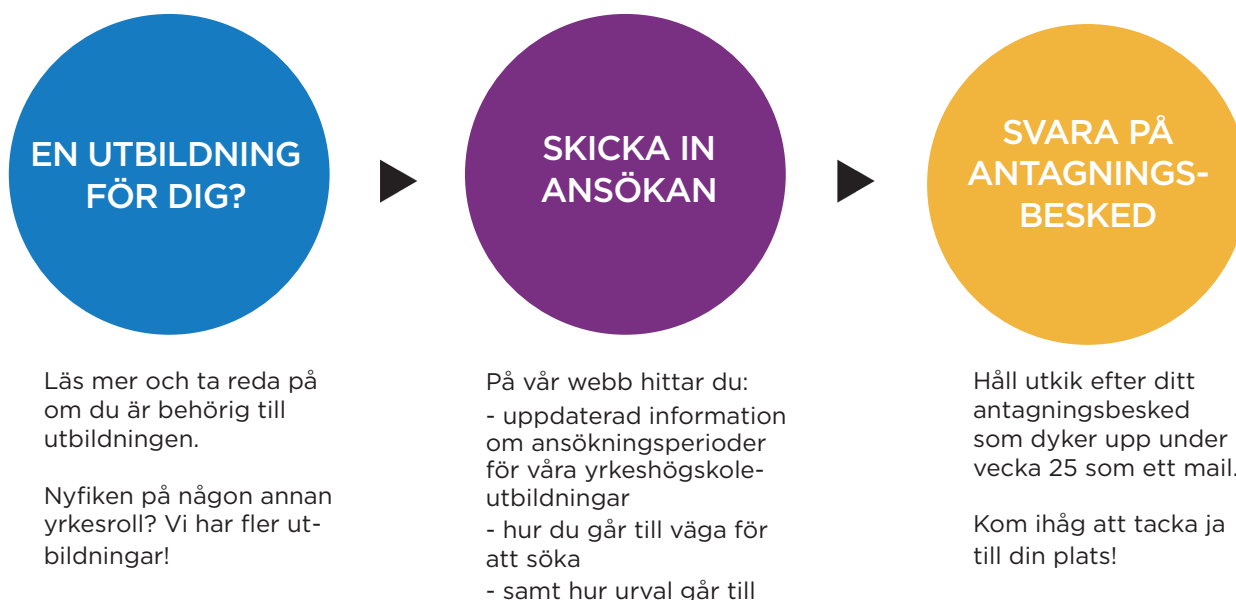 EN UTBILDNING
FÖR DIG?
Läs mer och ta reda på
om du är behörig till
utbildningen.
Nyfiken på någon annan
yrkesroll? Vi har fler ut-
bildningar!
SKICKA IN
ANSÖKAN
På vår webb hittar du:
- uppdaterad information
om ansökningsperioder
för våra yrkeshögskole-
utbildningar
- hur du går till väga för
att söka
- samt hur urval går till
SVARA PÅ
ANTAGNINGS-
BESKED
Håll utkik efter ditt
antagningsbesked
som dyker upp under
vecka 25 som ett mail.
Kom ihåg att tacka ja
till din plats!